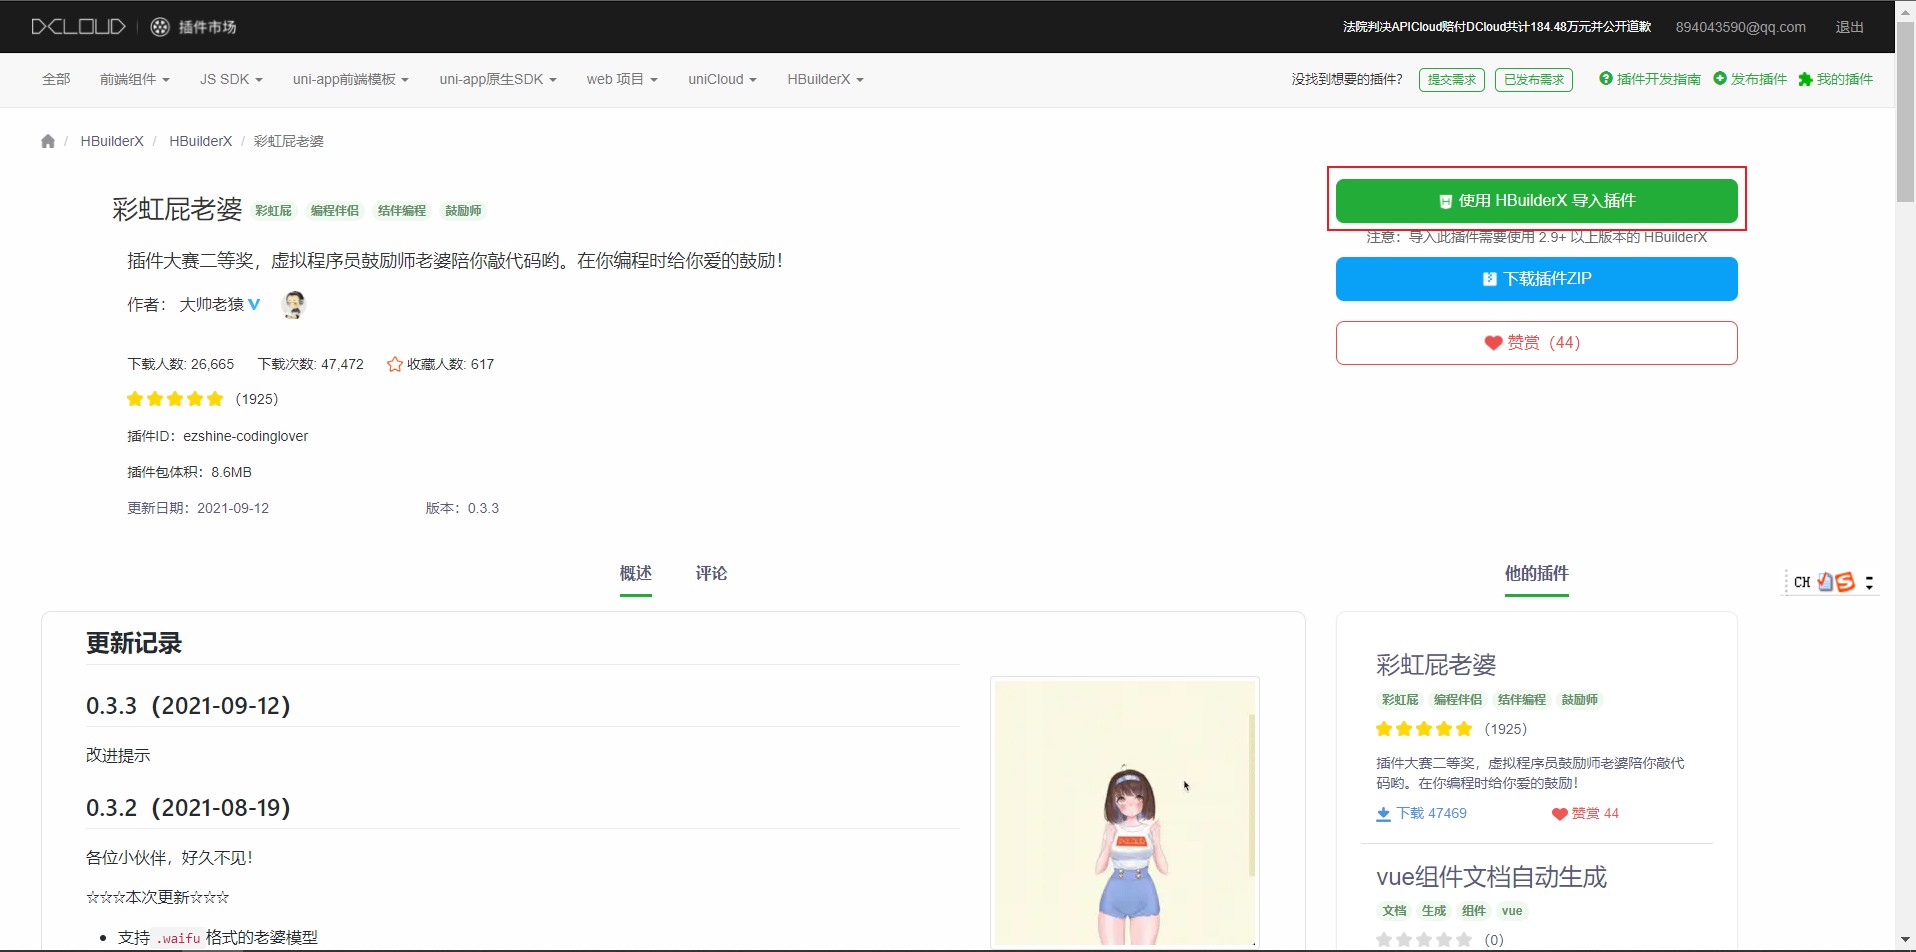 DCLOUD 插件市场
法院判决APICloud赔付DCloud共计184.48万元并公开道歉 894043590@qq.com 退出
全部 前端组件 JS SDK uni-app前端模板 uni-app原生SDK web 项目 uniCloud HBuilderX 没找到想要的插件？ 提交需求 已发布需求 插件开发指南 发布插件 我的插件
/ HBuilderX / HBuilderX / 彩虹屁老婆
彩虹屁老婆 彩虹屁 编程伴侣 结伴编程 鼓励师
插件大赛二等奖，虚拟程序员鼓励师老婆陪你敲代码哟。在你编程时给你爱的鼓励！
作者： 大帅老猿
下载人数: 26,665 下载次数: 47,472 收藏人数: 617
（1925）
插件ID：ezshine-codinglover
插件包体积：8.6MB
更新日期：2021-09-12 版本：0.3.3
使用 HBuilderX 导入插件
注意：导入此插件需要使用 2.9+ 以上版本的 HBuilderX
下载插件ZIP
赞赏（44）
概述 评论
更新记录
0.3.3（2021-09-12）
改进提示
0.3.2（2021-08-19）
各位小伙伴，好久不见！
☆☆☆本次更新☆☆☆
• 支持 .waifu 格式的老婆模型
他的插件
CH
彩虹屁老婆
彩虹屁 编程伴侣 结伴编程 鼓励师
（1925）
插件大赛二等奖，虚拟程序员鼓励师老婆陪你敲代
码哟。在你编程时给你爱的鼓励！
下载 47469 赞赏 44
vue组件文档自动生成
文档 生成 组件 vue
（0）